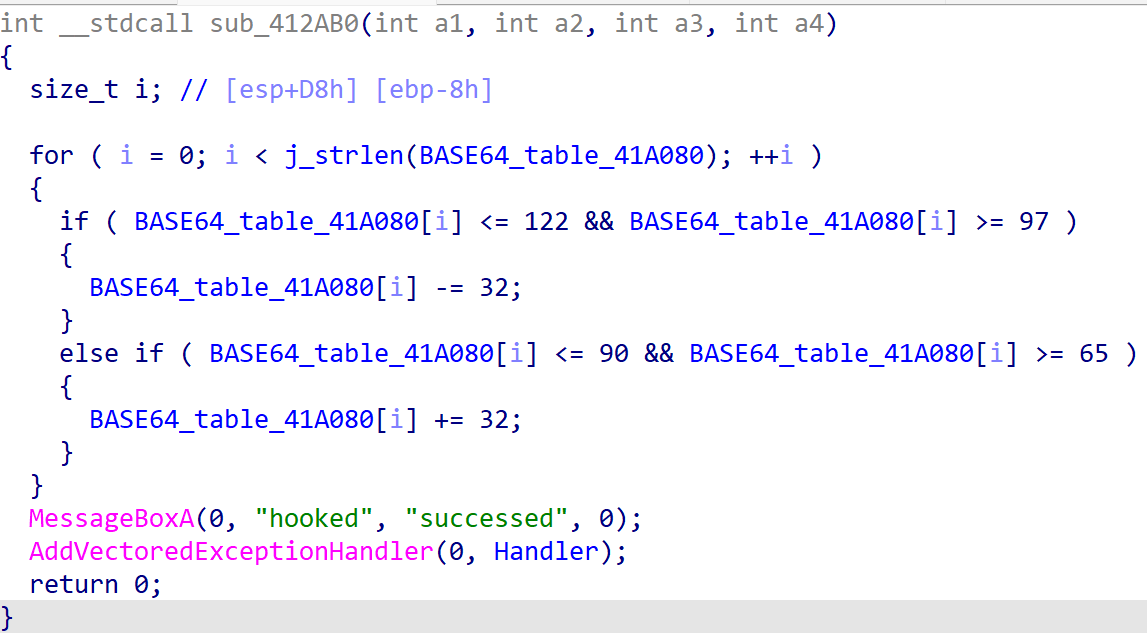 int __stdcall sub_412AB0(int a1, int a2, int a3, int a4)
{
  size_t i; // [esp+D8h] [ebp-8h]

  for ( i = 0; i < j_strlen(BASE64_table_41A080); ++i )
  {
    if ( BASE64_table_41A080[i] <= 122 && BASE64_table_41A080[i] >= 97 )
    {
      BASE64_table_41A080[i] -= 32;
    }
    else if ( BASE64_table_41A080[i] <= 90 && BASE64_table_41A080[i] >= 65 )
    {
      BASE64_table_41A080[i] += 32;
    }
  }
  MessageBoxA(0, "hooked", "successed", 0);
  AddVectoredExceptionHandler(0, Handler);
  return 0;
}